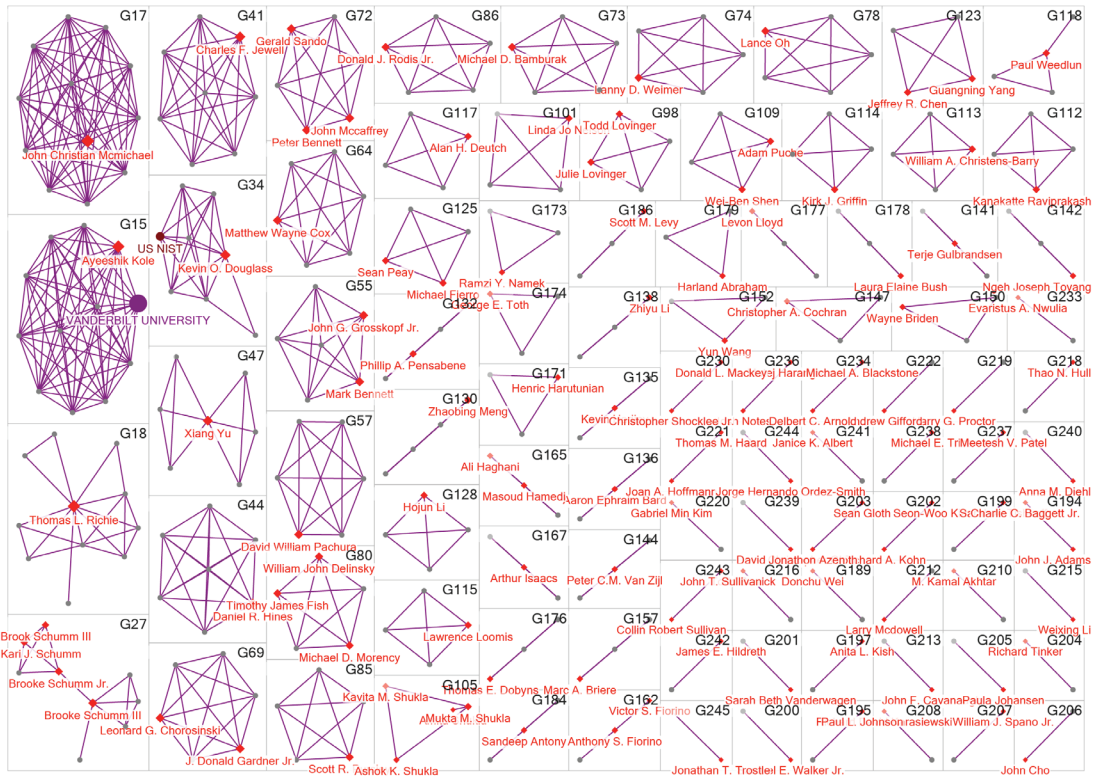 G17
John Christian Mcmichael
G41
Charles F. Jewell
G72
Gerald Sando
John Mccaffrey
Peter Bennett
G86
Donald J. Rodis Jr.
G73
Michael D. Bamburak
G74
Lanny D. Weimer
G78
Lance Oh
G123
Guangning Yang
Jeffrey R. Chen
G118
Paul Weedlun
G117
Alan H. Deutch
G101
Linda Jo
G98
Todd Lovinger
Julie Lovinger
G109
Adam Puche
Wei-Ben Shen
G114
Kirk J. Griffin
G113
William A. Christens-Barry
G112
Kanakatte Raviprakash
G64
Matthew Wayne Cox
G34
US NIST
Kevin O. Douglass
G15
Ayeeshik Kole
VANDERBILT UNIVERSITY
G125
Sean Peay
Michael Fierro
G173
Ramzi Y. Namek
G186
Scott M. Levy
G179
Harland Abraham
G177
Levon Lloyd
G178
Laura Elaine Bush
G141
Terje Gulbrandsen
G142
Ngeh Joseph Toyang
G55
John G. Grosskopf Jr.
Mark Bennett
G132
Phillip A. Pensabene
G174
E. Toth
G138
Zhiyu Li
G152
Yun Wang
G147
Christopher A. Cochran
G150
Wayne Briden
G233
Evaristus A. Nwulia
G47
Xiang Yu
G130
Zhaobing Meng
G171
Henric Harutunian
G135
G230
Donald L. Mackey
Christopher Shocklee Jr.
G236
G234
Michael A. Blackstone
Delbert C. Arnold
G222
Gifford
G219
G. Proctor
G218
Thao N. Hull
G18
Thomas L. Richie
G57
David William Pachura
G165
Ali Haghani
Masoud Hamedi
G136
Aaron Ephraim Bard
G221
Thomas M. Haard
Joan A. Hoffmann
G244
Janice K. Albert
Jorge Hernando Ordez-Smith
G241
G238
Michael E.
G237
Meetesh V. Patel
G240
Anna M. Diehl
G44
Daniel R. Hines
G128
Hojun Li
G167
Arthur Isaacs
G144
Peter C.M. Van Zijl
G220
Gabriel Min Kim
G239
David Jonathon
G203
Sean Gloth
G202
Seon-Woo
A. Kohn
G199
Charlie C. Baggett Jr.
G194
John J. Adams
G80
William John Delinsky
Timothy James Fish
Michael D. Morency
G115
Lawrence Loomis
G176
Thomas E. Dobyns
G157
Marc A. Briere
G243
John T. Sullivan
Collin Robert Sullivan
G216
Donchu Wei
G189
G212
Larry Mcdowell
G210
M. Kamal Akhtar
G215
Weixing Li
G27
Brook Schumm III
Kari J. Schumm
Brooke Schumm Jr.
Brooke Schumm III
G69
Leonard G. Chorosinski
J. Donald Gardner Jr.
G85
Scott R.
G105
Kavita M. Shukla
Mukta M. Shukla
Ashok K. Shukla
G184
Sandeep Antony
G162
Victor S. Fiorino
Anthony S. Fiorino
G242
James E. Hildreth
G201
Sarah Beth Vanderwagen
G197
Anita L. Kish
G213
John F.
G205
Paula Johansen
G204
Richard Tinker
G245
Jonathan T.
G200
E. Walker Jr.
G195
Paul L. Johnson
G208
G207
William J. Spano Jr.
G206
John Cho